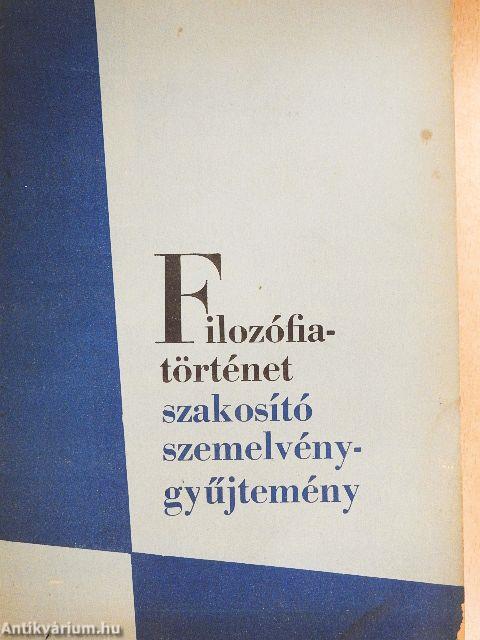 Filozófia-
történet
szakosító
szemelvény-
gyűjtemény
Antikvárium.hu